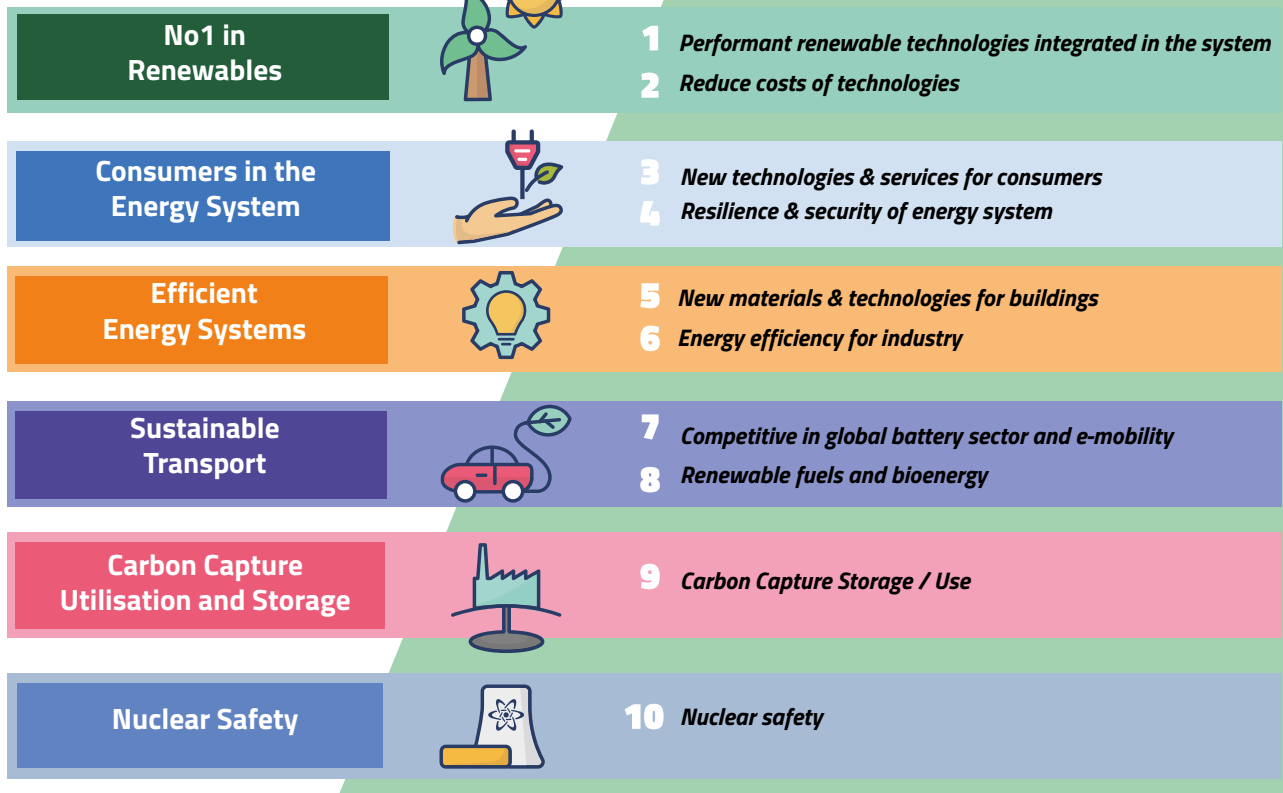 No1 in
Renewables
1 Performant renewable technologies integrated in the system
2 Reduce costs of technologies
Consumers in the
Energy System
3 New technologies & services for consumers
4 Resilience & security of energy system
Efficient
Energy Systems
5 New materials & technologies for buildings
6 Energy efficiency for industry
Sustainable
Transport
7 Competitive in global battery sector and e-mobility
8 Renewable fuels and bioenergy
Carbon Capture
Utilisation and Storage
9 Carbon Capture Storage / Use
Nuclear Safety
10 Nuclear safety